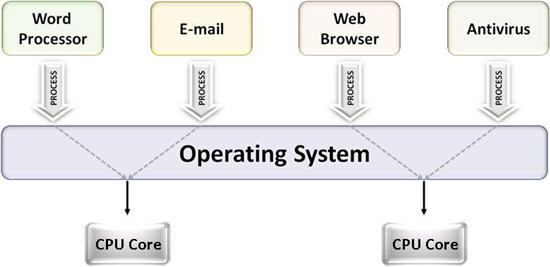 Word
Processor
E-mail
Web
Browser
Antivirus
PROCESS
PROCESS
PROCESS
PROCESS
Operating System
CPU Core
CPU Core